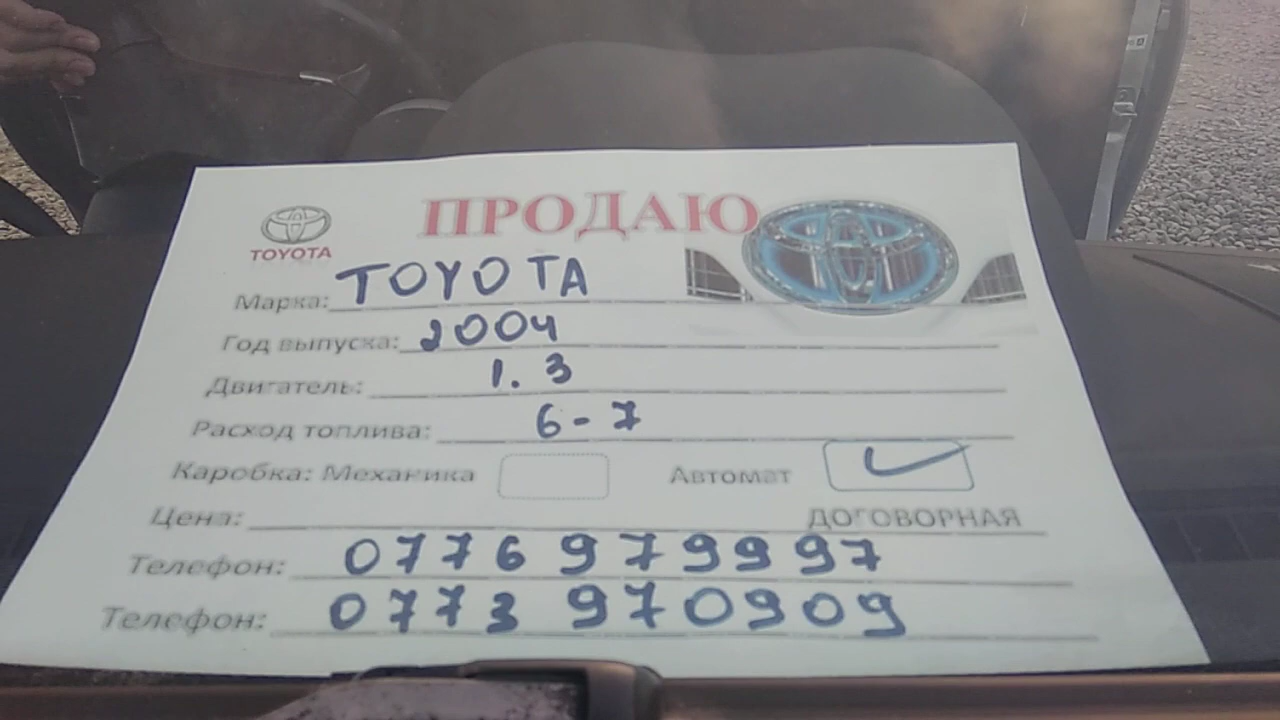 ПРОДАЮ
TOYOTA
Марка: TOYOTA
Год выпуска: 2004
Двигатель: 1.3
Расход топлива: 6-7
Каробка: Механика Автомат
Цена: ДОГОВОРНАЯ
Телефон: 0776 979997
Телефон: 0773 970909